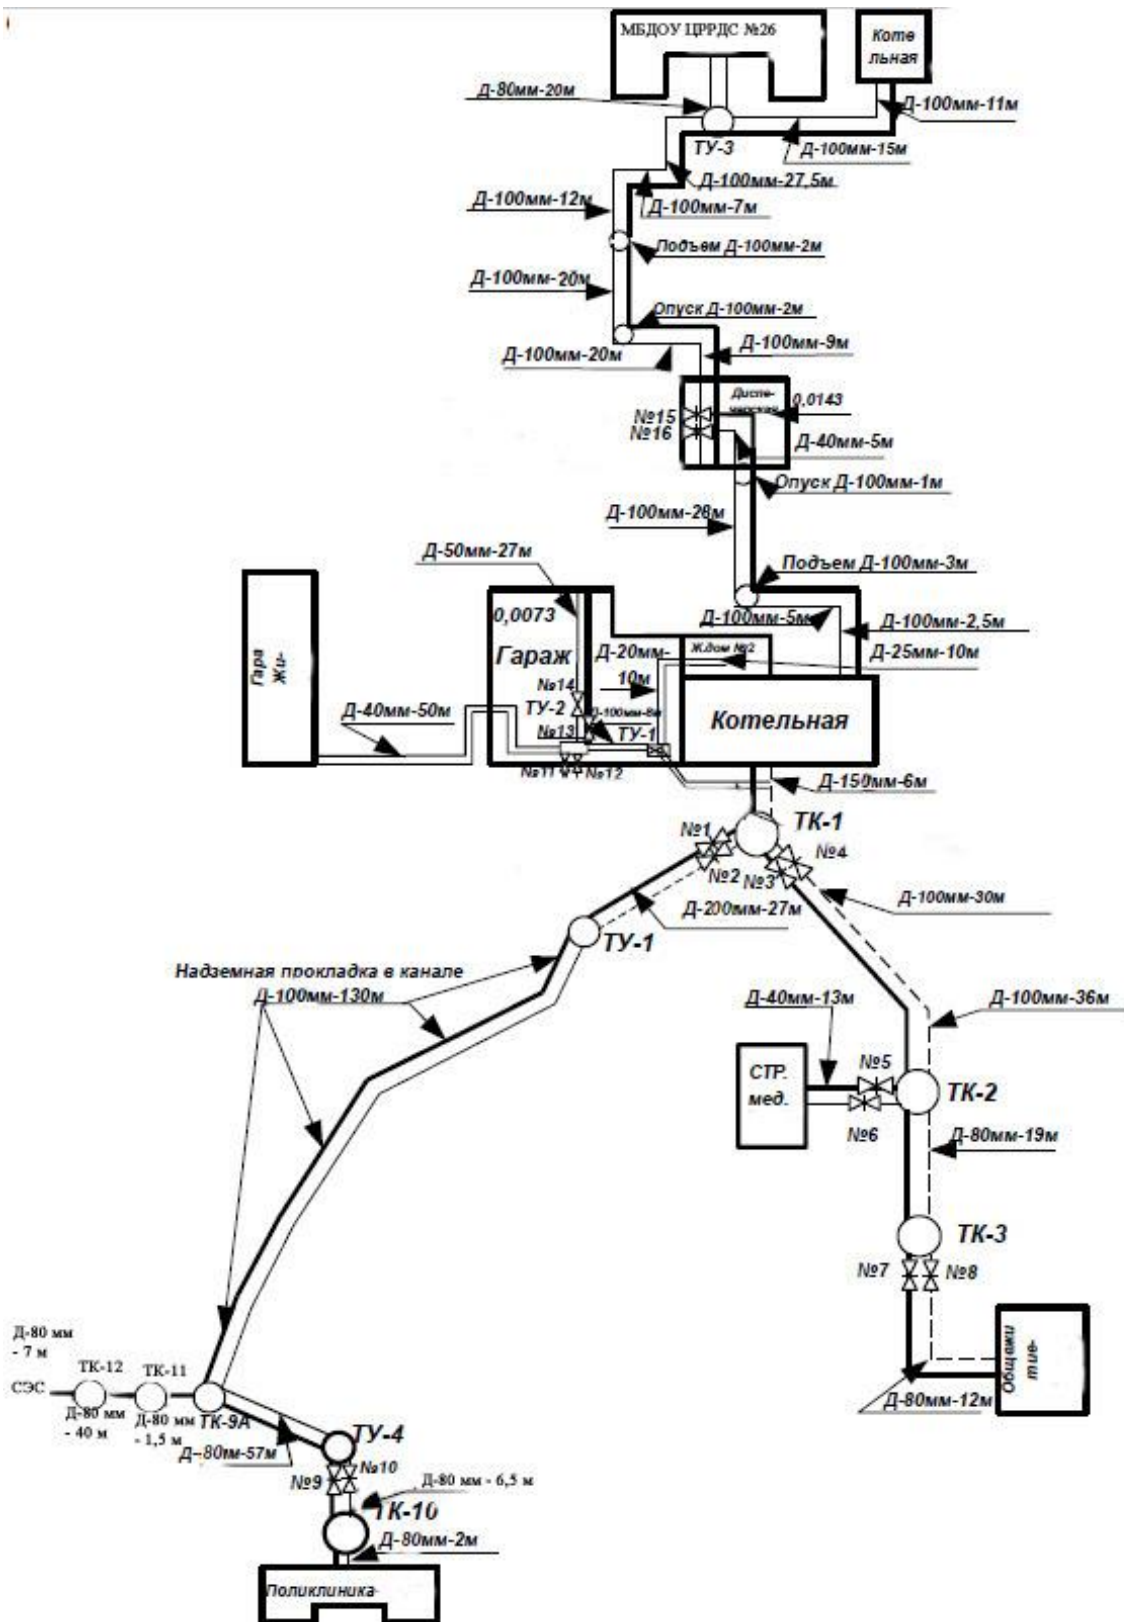 МБДОУ ЦРРДС №26
Коте
льная
Д-80мм-20м
Д-100мм-11м
ТУ-3
Д-100мм-15м
Д-100мм-27,5м
Д-100мм-12м
Д-100мм-7м
Подъем Д-100мм-2м
Д-100мм-20м
Опуск Д-100мм-2м
Д-100мм-9м
Д-100мм-20м
Диспе-
черская
0,0143
№15
№16
Д-40мм-5м
Опуск Д-100мм-1м
Д-100мм-28м
Д-50мм-27м
Подъем Д-100мм-3м
0,0073
Д-100мм-5м
Д-100мм-2,5м
Гараж
Д-20мм-
10м
Ж.дом №2
Д-25мм-10м
Гара
Жи-
№14
ТУ-2
Д-100мм-8м
Д-40мм-50м
№13
ТУ-1
Котельная
№11
№12
Д-150мм-6м
ТК-1
№1
№2
№3
№4
Д-100мм-30м
Д-200мм-27м
ТУ-1
Надземная прокладка в канале
Д-100мм-130м
Д-40мм-13м
Д-100мм-36м
СТР.
мед.
№5
ТК-2
№6
Д-80мм-19м
ТК-3
№7
№8
Общежи
тие-
Д-80мм-12м
Д-80 мм
- 7 м
ТК-12
ТК-11
СЭС
Д-80 мм
- 40 м
Д-80 мм
- 1,5 м
ТК-9А
ТУ-4
Д-80м-57м
№9
№10
Д-80 мм - 6,5 м
ТК-10
Д-80мм-2м
Поликлиника